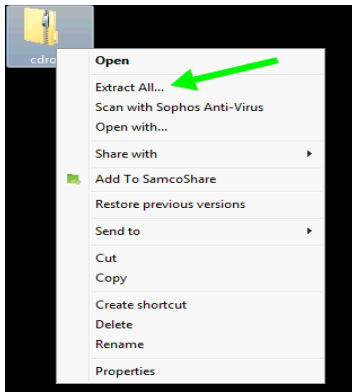 cdro
Open
Extract All...
Scan with Sophos Anti-Virus
Open with...
Share with
Add To SamcoShare
Restore previous versions
Send to
Cut
Copy
Create shortcut
Delete
Rename
Properties